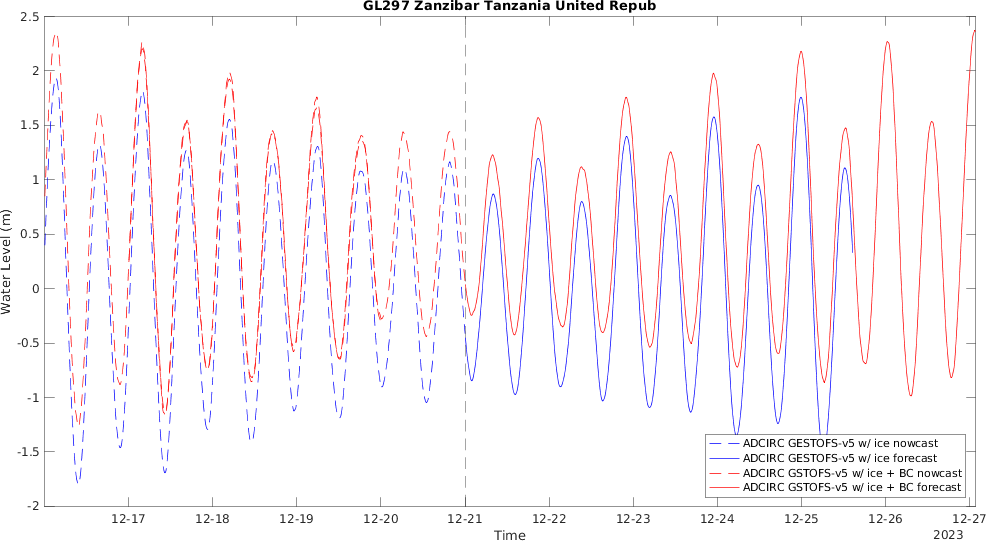 GL297 Zanzibar Tanzania United Repub
2.5
2
1.5
1
0.5
0
-0.5
-1
-1.5
-2
Water Level (m)
ADCIRC GESTOFS-v5 w/ ice nowcast
ADCIRC GESTOFS-v5 w/ ice forecast
ADCIRC GSTOFS-v5 w/ ice + BC nowcast
ADCIRC GSTOFS-v5 w/ ice + BC forecast
12-17 12-18 12-19 12-20 12-21 12-22 12-23 12-24 12-25 12-26 12-27
Time
2023